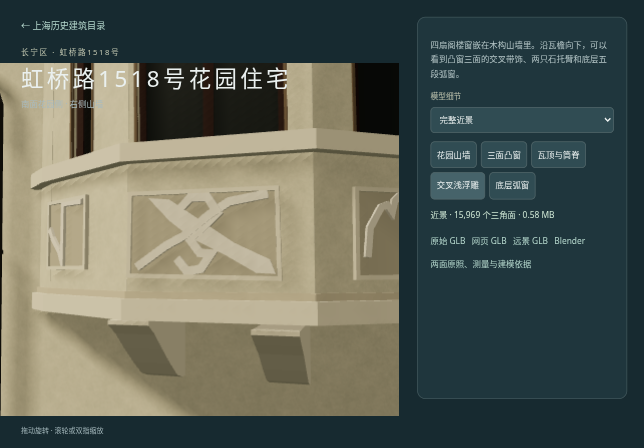 ← 上海历史建筑目录
长宁区 · 虹桥路1518号
虹桥路1518号花园住宅
右侧山
四扇阁楼窗嵌在木构山墙里。沿瓦檐向下，可以
看到凸窗三面的交叉带饰、两只石托臂和底层五
段弧窗。
模型细节
完整近景
花园山墙
三面凸窗
瓦顶与筒脊
交叉浅浮雕
底层弧窗
近景 · 15,969 个三角面 · 0.58 MB
原始 GLB 网页 GLB 远景 GLB Blender
两面原照、测量与建模依据
拖动旋转 · 滚轮或双指缩放